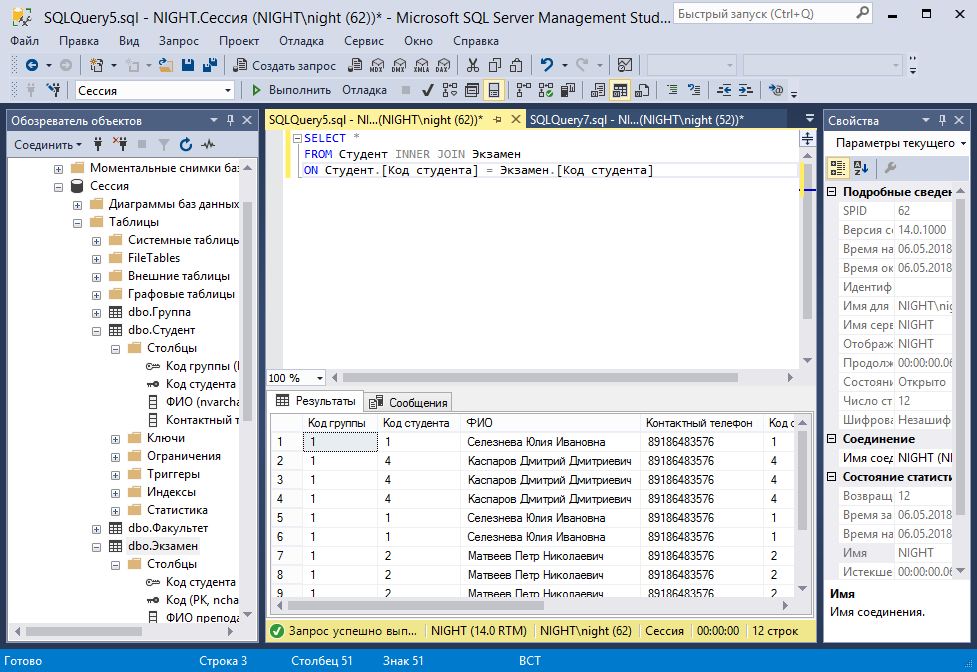 SQLQuery5.sql - NIGHT.Сессия (NIGHT\night (62))* - Microsoft SQL Server Management Stud...
Быстрый запуск (Ctrl+Q)
Файл Правка Вид Запрос Проект Отладка Сервис Окно Справка
Создать запрос
MDX DMX XMLA DAX
Сессия Выполнить Отладка
Обозреватель объектов
Соединить
Моментальные снимки баз
Сессия
Диаграммы баз данных
Таблицы
Системные таблицы
FileTables
Внешние таблицы
Графовые таблицы
dbo.Группа
dbo.Студент
Столбцы
Код группы (
Код студента
ФИО (nvarcha
Контактный т
Ключи
Ограничения
Триггеры
Индексы
Статистика
dbo.Факультет
dbo.Экзамен
Столбцы
Код студента
Код (PK, nchа
ФИО препода
SQLQuery5.sql - NI...(NIGHT\night (62))* SQLQuery7.sql - NI...(NIGHT\night (52))*
SELECT *
FROM Студент INNER JOIN Экзамен
ON Студент.[Код студента] = Экзамен.[Код студента]
100 %
Результаты Сообщения
Код группы Код студента ФИО Контактный телефон Код с
1 1 1 Селезнева Юлия Ивановна 89186483576 1
2 1 4 Каспаров Дмитрий Дмитриевич 89186483576 4
3 1 4 Каспаров Дмитрий Дмитриевич 89186483576 4
4 1 4 Каспаров Дмитрий Дмитриевич 89186483576 4
5 1 1 Селезнева Юлия Ивановна 89186483576 1
6 1 1 Селезнева Юлия Ивановна 89186483576 1
7 1 2 Матвеев Петр Николаевич 89186483576 2
8 1 2 Матвеев Петр Николаевич 89186483576 2
9 1 2 Матвеев Петр Николаевич 89186483576 2
Запрос успешно вып... NIGHT (14.0 RTM) NIGHT\night (62) Сессия 00:00:00 12 строк
Свойства
Параметры текущего
Подробные сведен
SPID 62
Версия се 14.0.1000
Время на 06.05.2018
Время ок 06.05.2018
Идентиф
Имя для NIGHT\nig
Имя серв NIGHT
Отображ NIGHT
Продолж 00:00:00.06
Состояни Открыто
Число ст 12
Шифрова Незашиф
Соединение
Имя соед NIGHT (NI
Состояние статисти
Возвращ 12
Время за 06.05.2018
Время на 06.05.2018
Имя NIGHT
Истекше 00:00:00.06
Имя
Имя соединения.
Готово Строка 3 Столбец 51 Знак 51 ВСТ